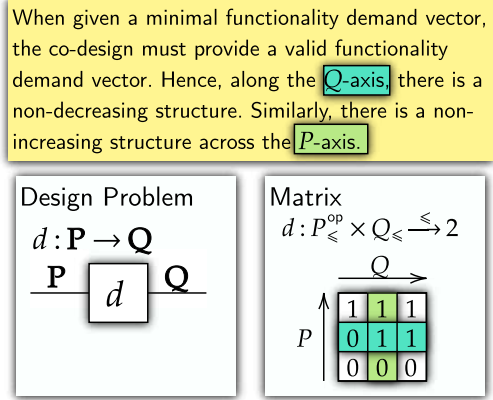 When given a minimal functionality demand vector,
the co-design must provide a valid functionality
demand vector. Hence, along the Q-axis, there is a
non-decreasing structure. Similarly, there is a non-
increasing structure across the P-axis.
Design Problem
d : P → Q
P
Q
d
Matrix
d : P^op_⩽ × Q_⩽ ⟶^⩽ 2
Q
P
1 1 1
0 1 1
0 0 0